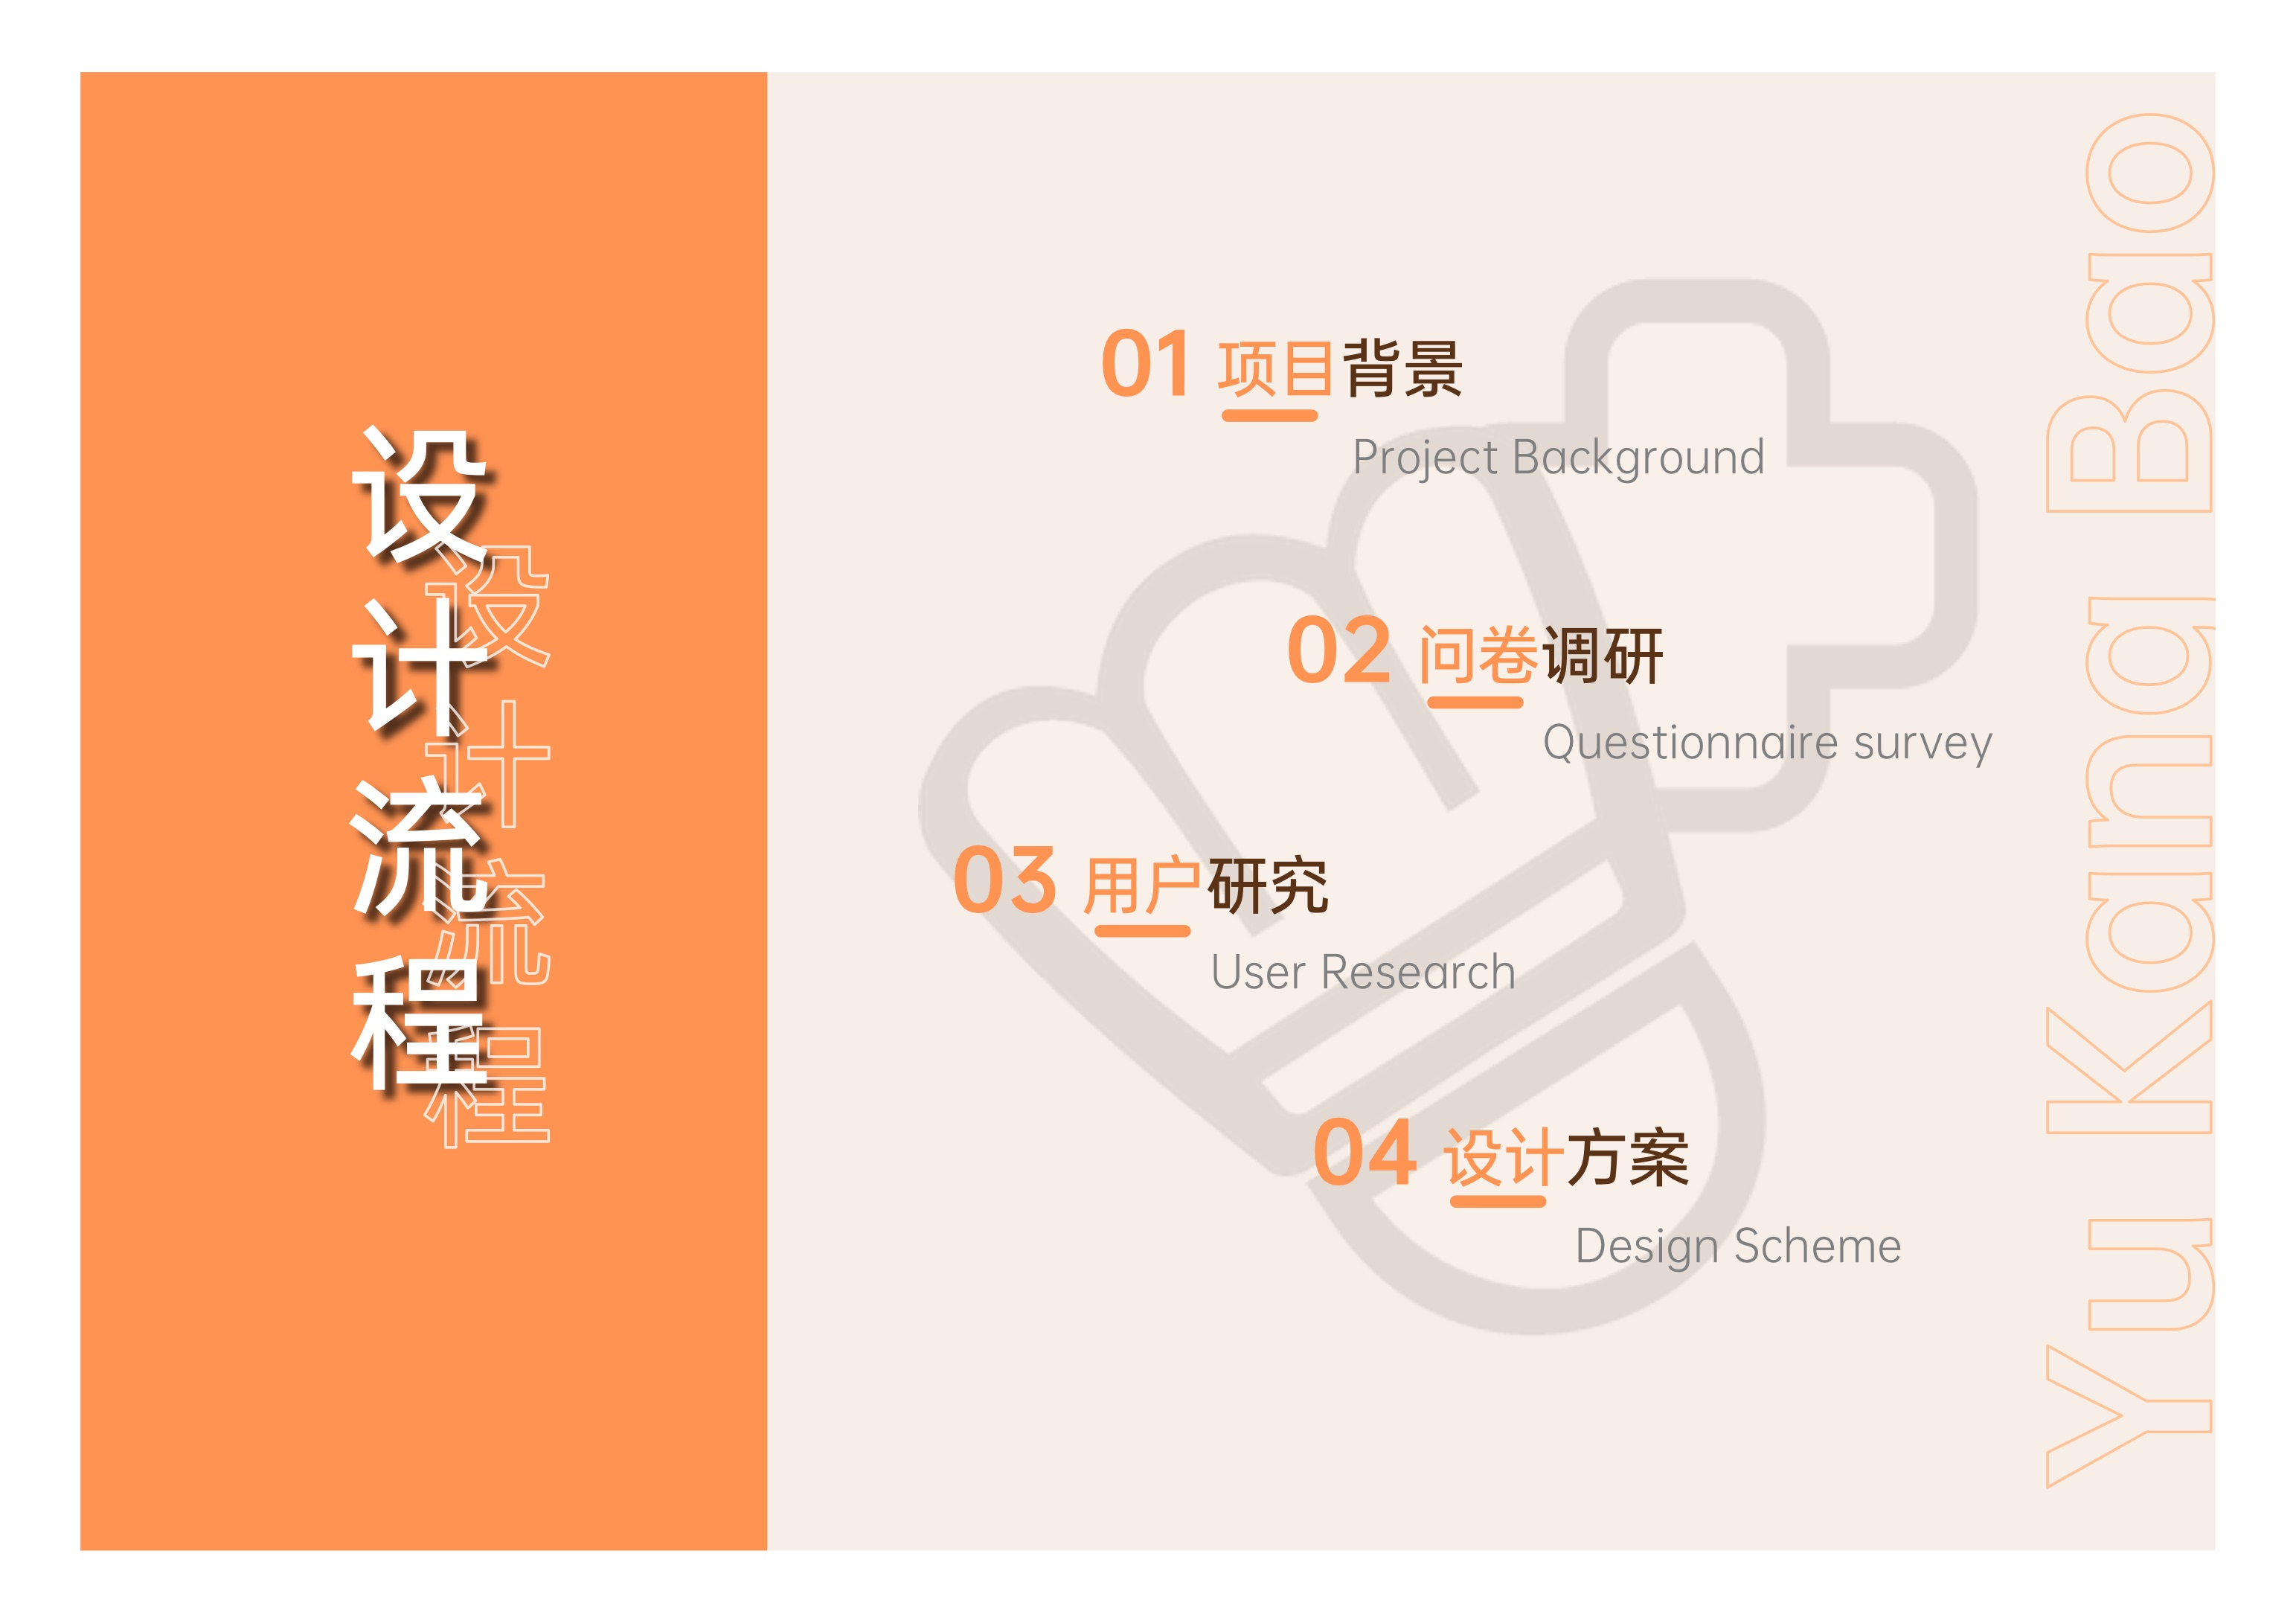 设计流程
设计流程
01 项目背景
Project Background
02 问卷调研
Questionnaire survey
03 用户研究
User Research
04 设计方案
Design Scheme
Yu Kang Bao